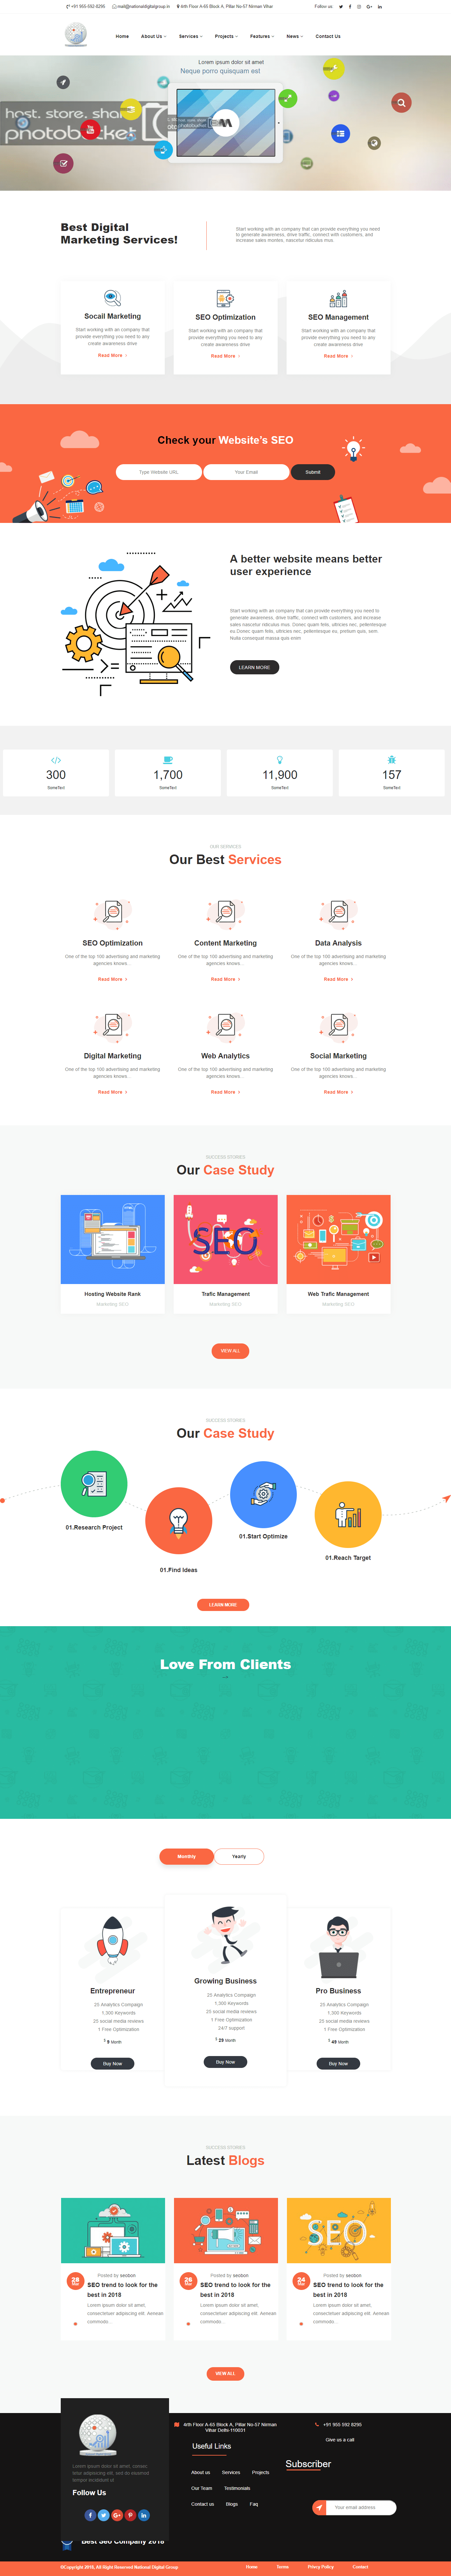 +91 955-592-8295 mail@nationaldigitalgroup.in 4rth Floor A-65 Block A, Pillar No-57 Nirman Vihar Follow us:
Home About Us Services Projects Features News Contact Us
Lorem ipsum dolor sit amet
Neque porro quisquam est
host. store. share.
photobucket
Best Digital
Marketing Services!
Start working with an company that can provide everything you need
to generate awareness, drive traffic, connect with customers, and
increase sales montes, nascetur ridiculus mus.
Socail Marketing
Start working with an company that
provide everything you need to any
create awareness drive
Read More
SEO Optimization
Start working with an company that
provide everything you need to any
create awareness drive
Read More
SEO Management
Start working with an company that
provide everything you need to any
create awareness drive
Read More
Check your Website's SEO
Type Website URL Your Email Submit
A better website means better
user experience
Start working with an company that can provide everything you need to
generate awareness, drive traffic, connect with customers, and increase
sales nascetur ridiculus mus. Donec quam felis, ultricies nec, pellentesque
eu.Donec quam felis, ultricies nec, pellentesque eu, pretium quis, sem.
Nulla consequat massa quis enim
LEARN MORE
300
SomeText
1,700
SomeText
11,900
SomeText
157
SomeText
OUR SERVICES
Our Best Services
SEO Optimization
One of the top 100 advertising and marketing
agencies knows...
Read More
Content Marketing
One of the top 100 advertising and marketing
agencies knows...
Read More
Data Analysis
One of the top 100 advertising and marketing
agencies knows...
Read More
Digital Marketing
One of the top 100 advertising and marketing
agencies knows...
Read More
Web Analytics
One of the top 100 advertising and marketing
agencies knows...
Read More
Social Marketing
One of the top 100 advertising and marketing
agencies knows...
Read More
SUCCESS STORIES
Our Case Study
SEO
Hosting Website Rank
Marketing SEO
Trafic Management
Marketing SEO
Web Trafic Management
Marketing SEO
VIEW ALL
SUCCESS STORIES
Our Case Study
01.Research Project
01.Find Ideas
01.Start Optimize
01.Reach Target
LEARN MORE
Love From Clients
Monthly Yearly
Entrepreneur
25 Analytics Compaign
1,300 Keywords
25 social media reviews
1 Free Optimization
$ 9 Month
Buy Now
Growing Business
25 Analytics Compaign
1,300 Keywords
25 social media reviews
1 Free Optimization
24/7 support
$ 29 Month
Buy Now
Pro Business
25 Analytics Compaign
1,300 Keywords
25 social media reviews
1 Free Optimization
$ 49 Month
Buy Now
SUCCESS STORIES
Latest Blogs
28
Posted by seobon
SEO trend to look for the
best in 2018
Lorem ipsum dolor sit amet,
consectetuer adipiscing elit. Aenean
commodo.
26
Posted by seobon
SEO trend to look for the
best in 2018
Lorem ipsum dolor sit amet,
consectetuer adipiscing elit. Aenean
commodo.
SEO
24
Posted by seobon
SEO trend to look for the
best in 2018
Lorem ipsum dolor sit amet,
consectetuer adipiscing elit. Aenean
commodo.
VIEW ALL
4rth Floor A-65 Block A, Pillar No-57 Nirman
Vihar Delhi-110031
+91 955 592 8295
Give us a call
Lorem ipsum dolor sit amet, conser,
tetur adipisicing elit, sed do eiusmod
tempor incididunt ut
Follow Us
Useful Links
About us Services Projects
Our Team Testimonials
Contact us Blogs Faq
Subscriber
Your email address
Best Seo Company 2018
©Copyright 2018, All Right Reserved National Digital Group
Home Terms Privacy Policy Contact